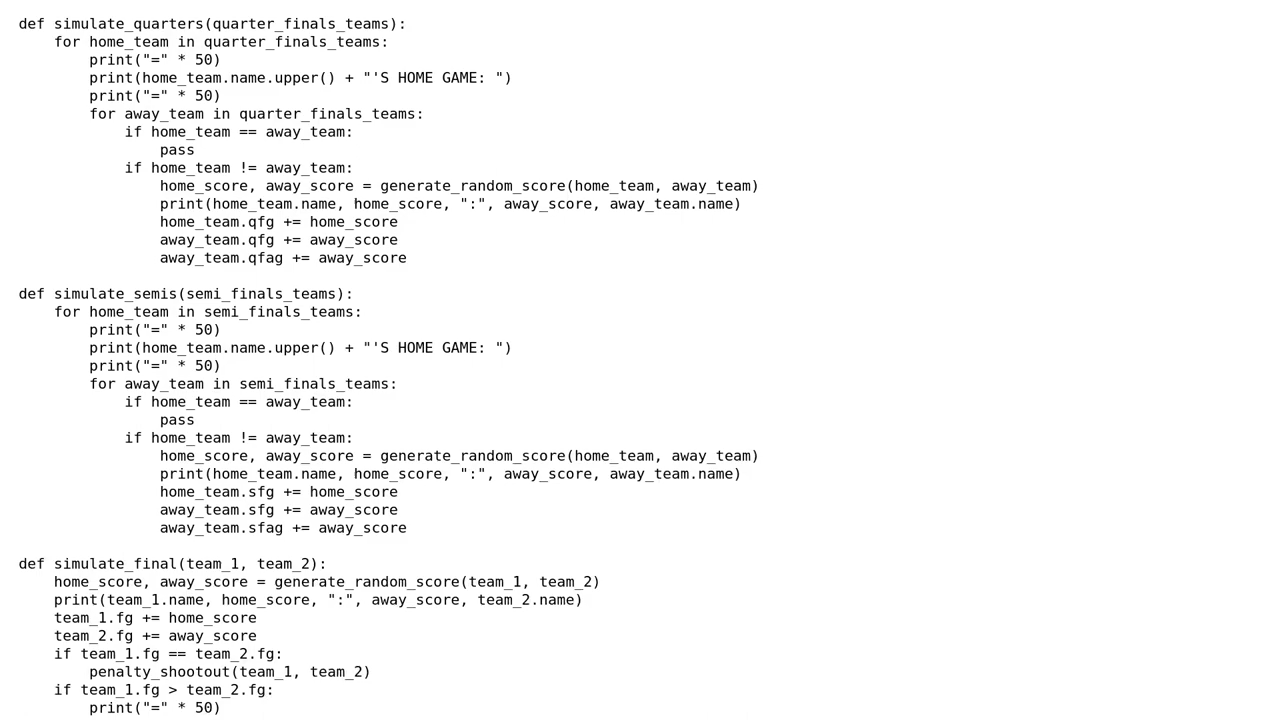 def simulate_quarters(quarter_finals_teams):
    for home_team in quarter_finals_teams:
        print("=" * 50)
        print(home_team.name.upper() + "'S HOME GAME: ")
        print("=" * 50)
        for away_team in quarter_finals_teams:
            if home_team == away_team:
                pass
            if home_team != away_team:
                home_score, away_score = generate_random_score(home_team, away_team)
                print(home_team.name, home_score, ":", away_score, away_team.name)
                home_team.qfg += home_score
                away_team.qfg += away_score
                away_team.qfag += away_score

def simulate_semis(semi_finals_teams):
    for home_team in semi_finals_teams:
        print("=" * 50)
        print(home_team.name.upper() + "'S HOME GAME: ")
        print("=" * 50)
        for away_team in semi_finals_teams:
            if home_team == away_team:
                pass
            if home_team != away_team:
                home_score, away_score = generate_random_score(home_team, away_team)
                print(home_team.name, home_score, ":", away_score, away_team.name)
                home_team.sfg += home_score
                away_team.sfg += away_score
                away_team.sfag += away_score

def simulate_final(team_1, team_2):
    home_score, away_score = generate_random_score(team_1, team_2)
    print(team_1.name, home_score, ":", away_score, team_2.name)
    team_1.fg += home_score
    team_2.fg += away_score
    if team_1.fg == team_2.fg:
        penalty_shootout(team_1, team_2)
    if team_1.fg > team_2.fg:
        print("=" * 50)